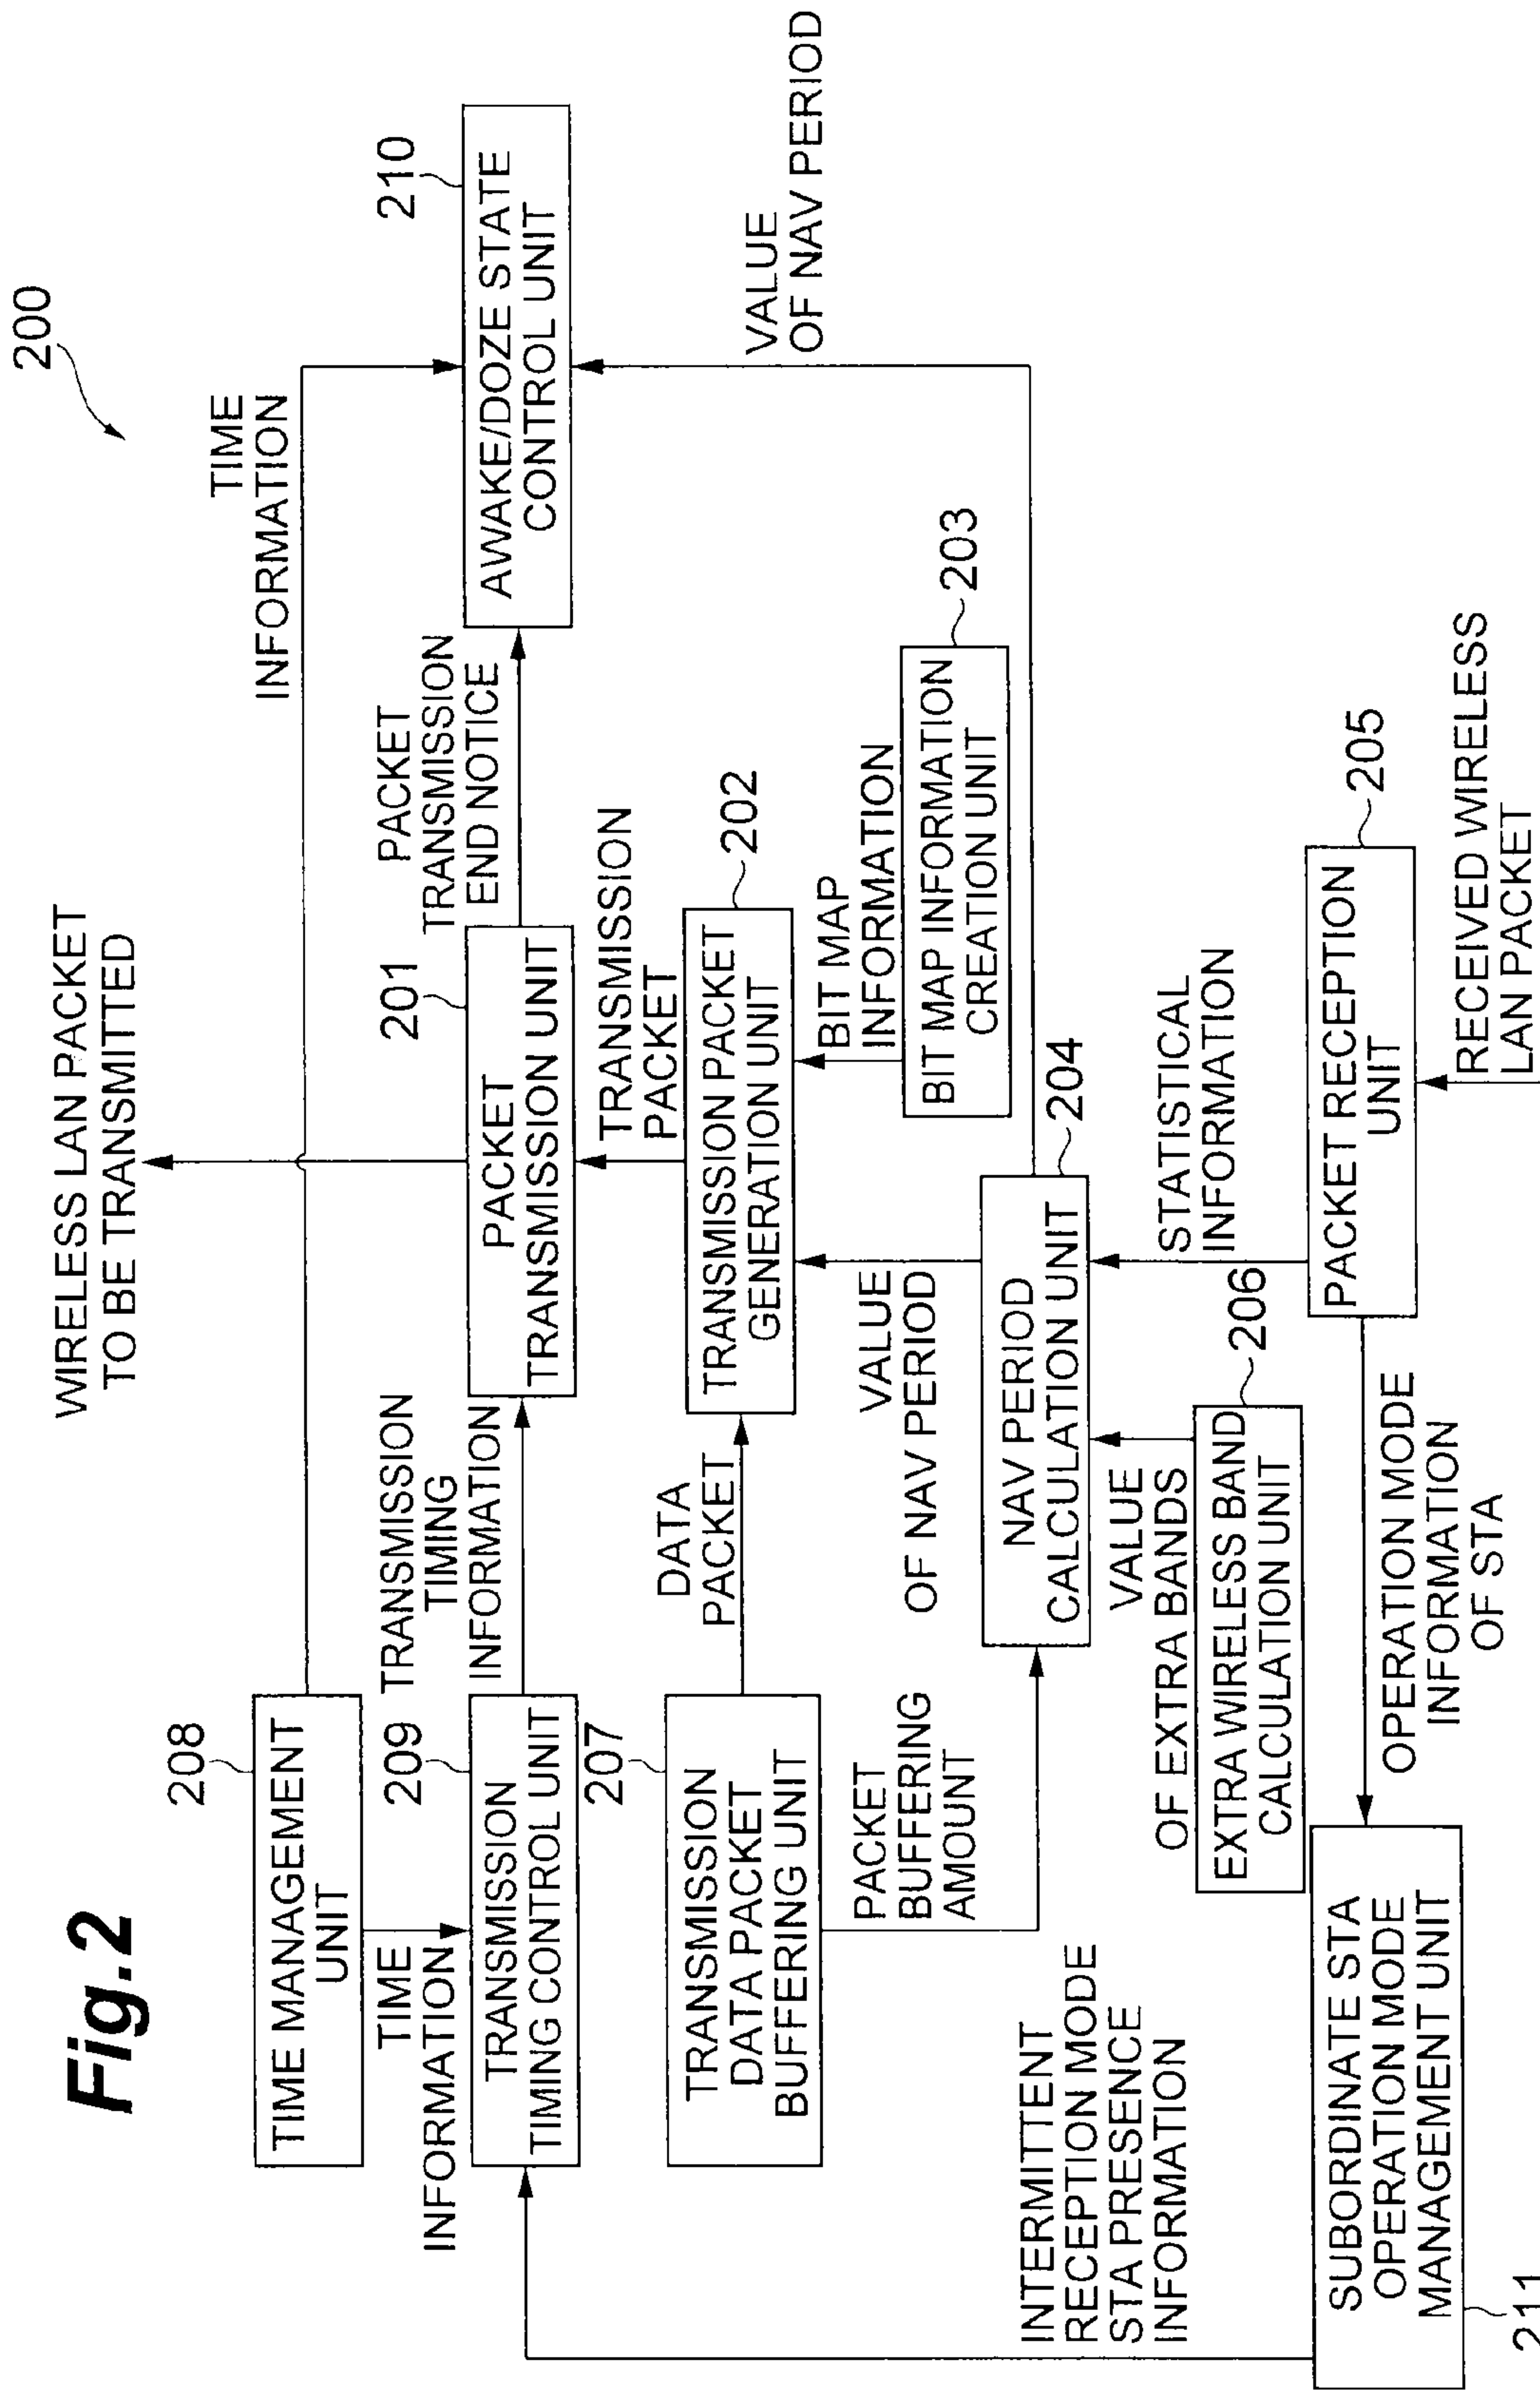 Fig.2
200
WIRELESS LAN PACKET
TO BE TRANSMITTED
TIME
INFORMATION
208
TIME MANAGEMENT
UNIT
TIME
INFORMATION
209
TRANSMISSION
TIMING CONTROL UNIT
TRANSMISSION
TIMING
INFORMATION
201
PACKET
TRANSMISSION UNIT
PACKET
TRANSMISSION
END NOTICE
210
AWAKE/DOZE STATE
CONTROL UNIT
207
TRANSMISSION
DATA PACKET
BUFFERING UNIT
DATA
PACKET
TRANSMISSION
PACKET
202
TRANSMISSION PACKET
GENERATION UNIT
VALUE
OF NAV PERIOD
PACKET
BUFFERING
AMOUNT
VALUE
OF NAV PERIOD
BIT MAP
INFORMATION
203
BIT MAP INFORMATION
CREATION UNIT
204
NAV PERIOD
CALCULATION UNIT
INTERMITTENT
RECEPTION MODE
STA PRESENCE
INFORMATION
VALUE
OF EXTRA BANDS
206
EXTRA WIRELESS BAND
CALCULATION UNIT
STATISTICAL
INFORMATION
205
PACKET RECEPTION
UNIT
211
SUBORDINATE STA
OPERATION MODE
MANAGEMENT UNIT
OPERATION MODE
INFORMATION
OF STA
RECEIVED WIRELESS
LAN PACKET